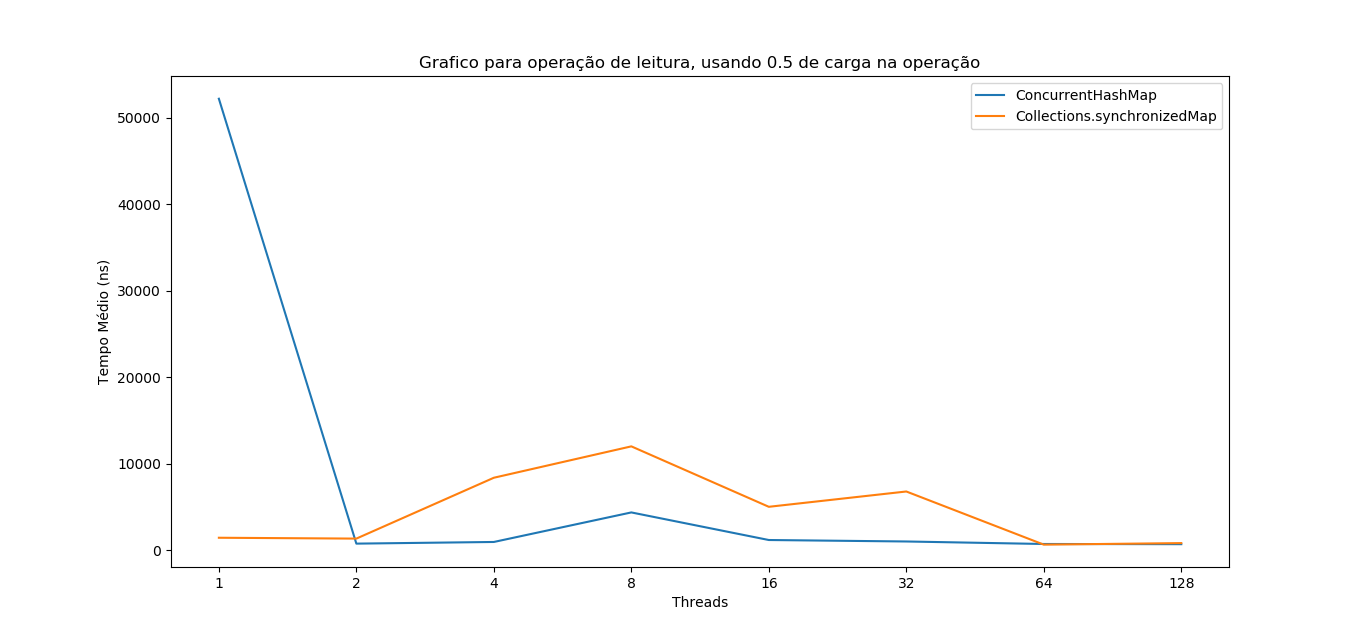 Grafico para operação de leitura, usando 0.5 de carga na operação
ConcurrentHashMap
Collections.synchronizedMap
Tempo Médio (ns)
50000
40000
30000
20000
10000
0
1 2 4 8 16 32 64 128
Threads